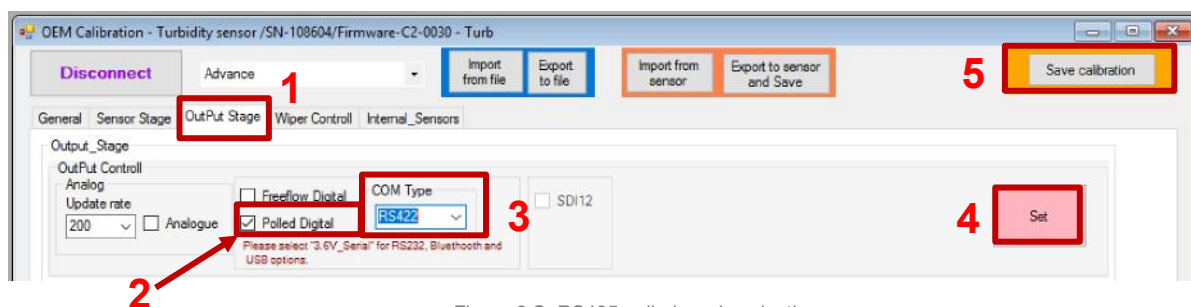 OEM Calibration - Turbidity sensor /SN-108604/Firmware-C2-0030 - Turb
Disconnect
Advance
Import from file
Export to file
Import from sensor
Export to sensor and Save
5
Save calibration
1
General Sensor Stage OutPut Stage Wiper Controll Internal_Sensors
Output_Stage
OutPut Controll
Analog
Update rate
200
Analogue
Freeflow Digital
Polled Digital
COM Type
RS422
3
SDI12
4
Set
Please select "3.6V_Serial" for RS232, Bluethooth and
USB options.
2